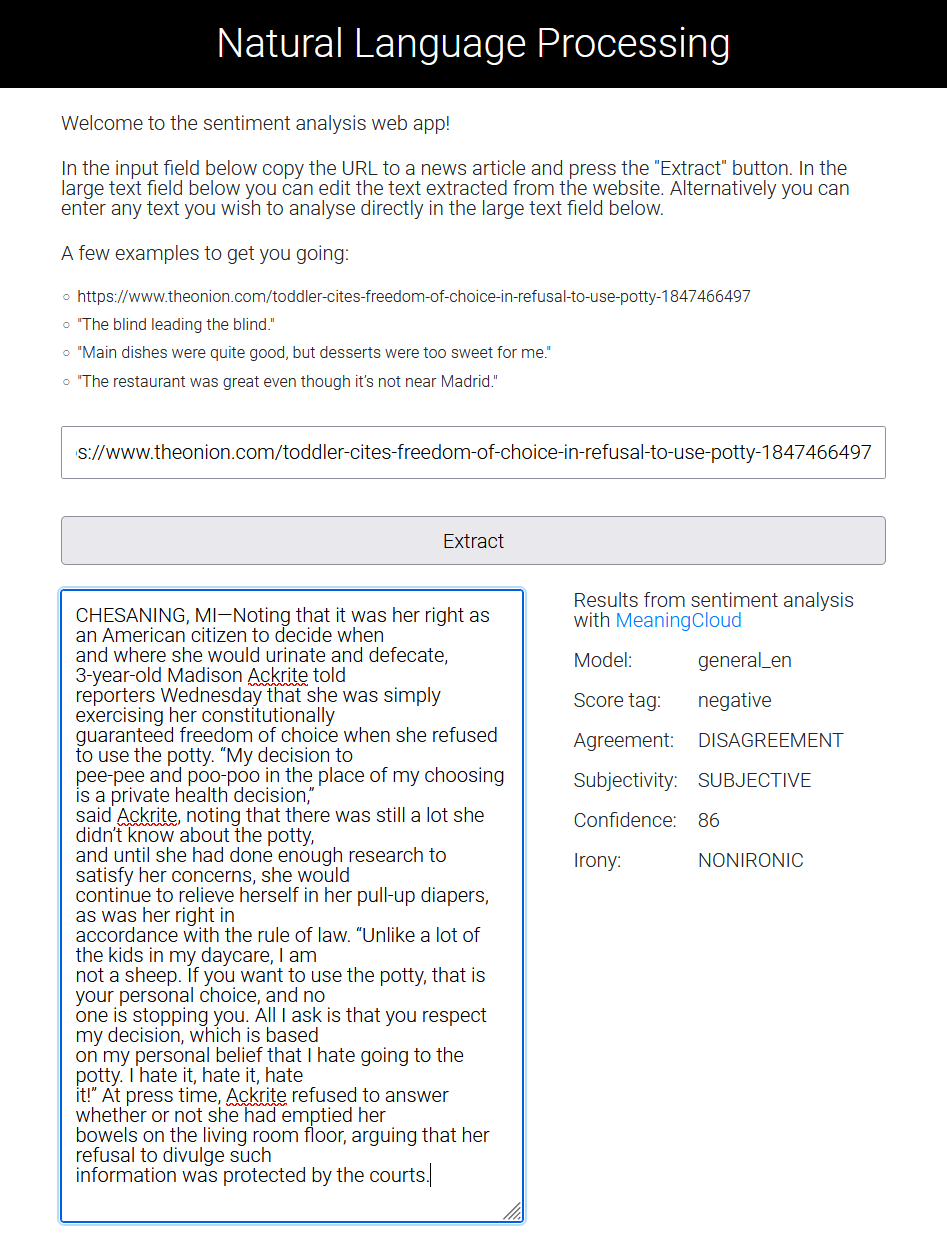 Natural Language Processing
Welcome to the sentiment analysis web app!
In the input field below copy the URL to a news article and press the "Extract" button. In the
large text field below you can edit the text extracted from the website. Alternatively you can
enter any text you wish to analyse directly in the large text field below.
A few examples to get you going:
https://www.theonion.com/toddler-cites-freedom-of-choice-in-refusal-to-use-potty-1847466497
"The blind leading the blind."
"Main dishes were quite good, but desserts were too sweet for me."
"The restaurant was great even though it’s not near Madrid."
s://www.theonion.com/toddler-cites-freedom-of-choice-in-refusal-to-use-potty-1847466497
Extract
CHESANING, MI—Noting that it was her right as
an American citizen to decide when
and where she would urinate and defecate,
3-year-old Madison Ackrite told
reporters Wednesday that she was simply
exercising her constitutionally
guaranteed freedom of choice when she refused
to use the potty. “My decision to
pee-pee and poo-poo in the place of my choosing
is a private health decision,”
said Ackrite, noting that there was still a lot she
didn’t know about the potty,
and until she had done enough research to
satisfy her concerns, she would
continue to relieve herself in her pull-up diapers,
as was her right in
accordance with the rule of law. “Unlike a lot of
the kids in my daycare, I am
not a sheep. If you want to use the potty, that is
your personal choice, and no
one is stopping you. All I ask is that you respect
my decision, which is based
on my personal belief that I hate going to the
potty. I hate it, hate it, hate
it!” At press time, Ackrite refused to answer
whether or not she had emptied her
bowels on the living room floor, arguing that her
refusal to divulge such
information was protected by the courts.
Results from sentiment analysis
with MeaningCloud
Model: general_en
Score tag: negative
Agreement: DISAGREEMENT
Subjectivity: SUBJECTIVE
Confidence: 86
Irony: NONIRONIC